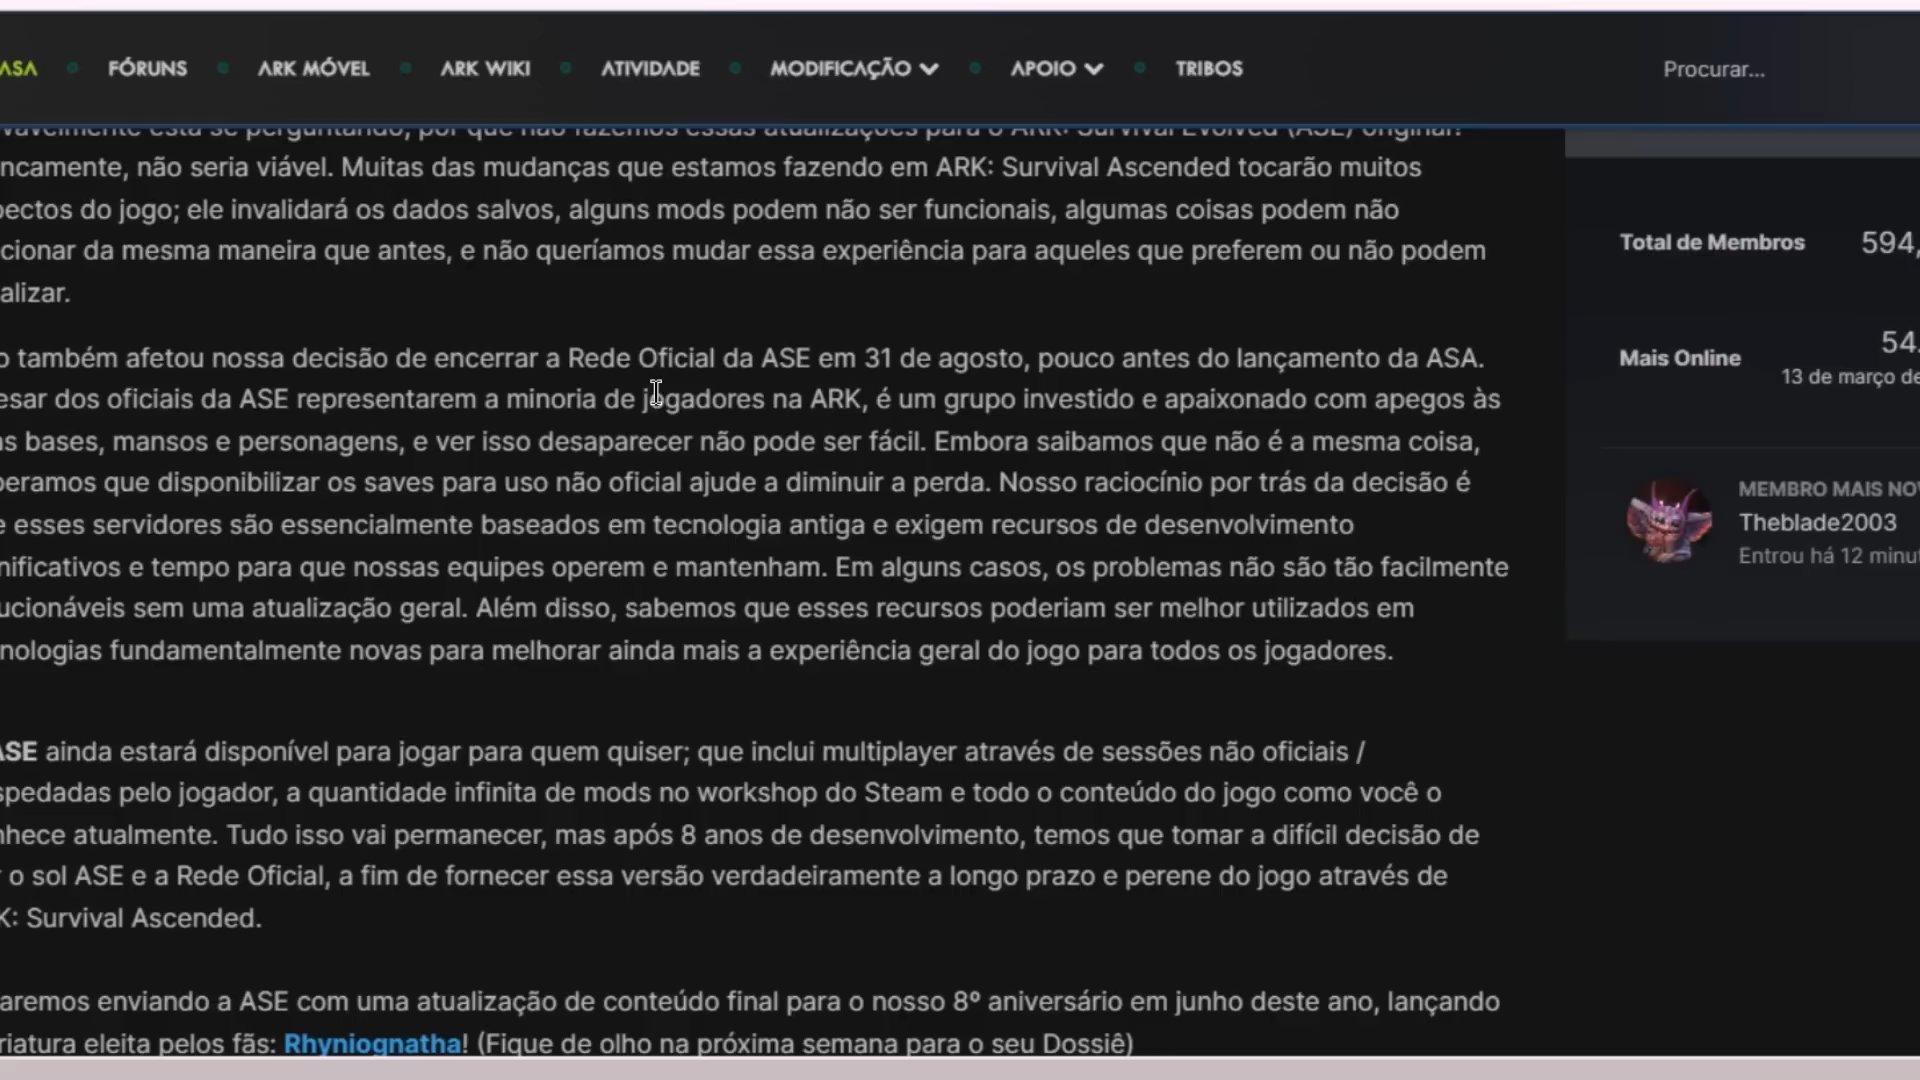 ASA FÓRUNS ARK MÓVEL ARK WIKI ATIVIDADE MODIFICAÇÃO APOIO TRIBOS Procurar...
está se perguntando, por que não fazemos essas atualizações para o ARK: Survival Evolved (ASE) original?
ncamente, não seria viável. Muitas das mudanças que estamos fazendo em ARK: Survival Ascended tocarão muitos
pectos do jogo; ele invalidará os dados salvos, alguns mods podem não ser funcionais, algumas coisas podem não
cionar da mesma maneira que antes, e não queríamos mudar essa experiência para aqueles que preferem ou não podem
alizar.
o também afetou nossa decisão de encerrar a Rede Oficial da ASE em 31 de agosto, pouco antes do lançamento da ASA.
esar dos oficiais da ASE representarem a minoria de jogadores na ARK, é um grupo investido e apaixonado com apegos às
as bases, mansos e personagens, e ver isso desaparecer não pode ser fácil. Embora saibamos que não é a mesma coisa,
peramos que disponibilizar os saves para uso não oficial ajude a diminuir a perda. Nosso raciocínio por trás da decisão é
e esses servidores são essencialmente baseados em tecnologia antiga e exigem recursos de desenvolvimento
nificativos e tempo para que nossas equipes operem e mantenham. Em alguns casos, os problemas não são tão facilmente
ucionáveis sem uma atualização geral. Além disso, sabemos que esses recursos poderiam ser melhor utilizados em
nologias fundamentalmente novas para melhorar ainda mais a experiência geral do jogo para todos os jogadores.
ASE ainda estará disponível para jogar para quem quiser; que inclui multiplayer através de sessões não oficiais /
spedadas pelo jogador, a quantidade infinita de mods no workshop do Steam e todo o conteúdo do jogo como você o
nhece atualmente. Tudo isso vai permanecer, mas após 8 anos de desenvolvimento, temos que tomar a difícil decisão de
o sol ASE e a Rede Oficial, a fim de fornecer essa versão verdadeiramente a longo prazo e perene do jogo através de
K: Survival Ascended.
aremos enviando a ASE com uma atualização de conteúdo final para o nosso 8º aniversário em junho deste ano, lançando
riatura eleita pelos fãs: Rhyniognatha! (Fique de olho na próxima semana para o seu Dossiê)
Total de Membros 594,
Mais Online 54.
13 de março de
MEMBRO MAIS NOV
Theblade2003
Entrou há 12 minut